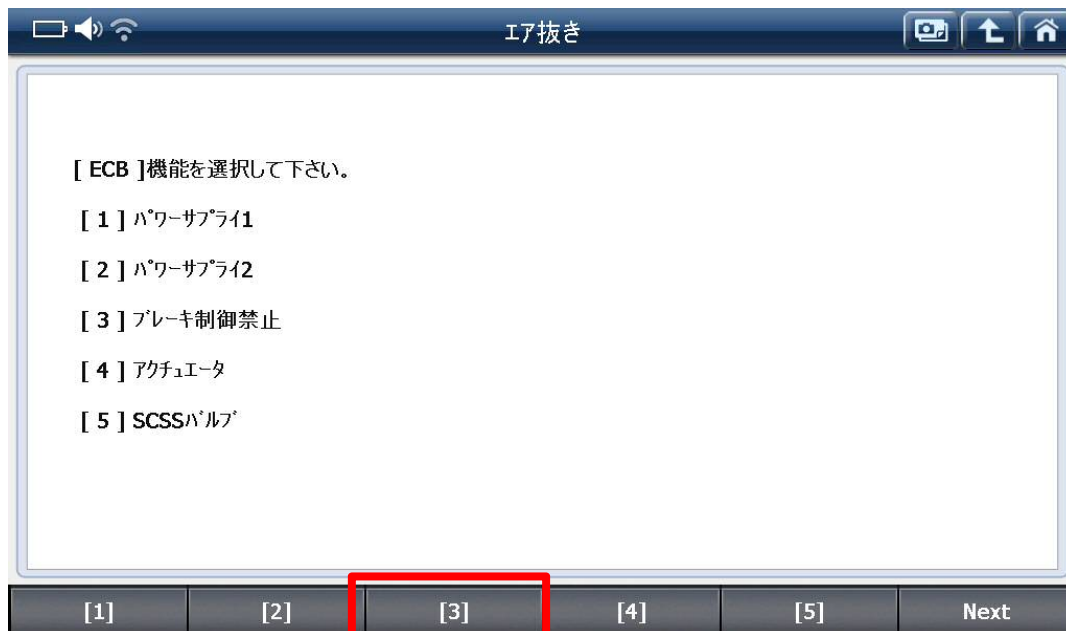 エア抜き
[ ECB ]機能を選択して下さい。
[ 1 ] ﾊﾟﾜｰｻﾌﾟﾗｲ1
[ 2 ] ﾊﾟﾜｰｻﾌﾟﾗｲ2
[ 3 ] ﾌﾞﾚｰｷ制御禁止
[ 4 ] ｱｸﾁｭｴｰﾀ
[ 5 ] SCSSﾊﾞﾙﾌﾞ
[1] [2] [3] [4] [5] Next